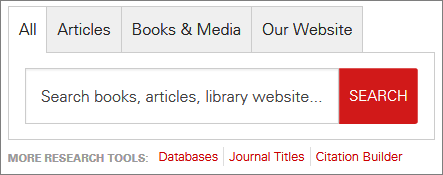 All Articles Books & Media Our Website
Search books, articles, library website... SEARCH
MORE RESEARCH TOOLS: Databases Journal Titles Citation Builder